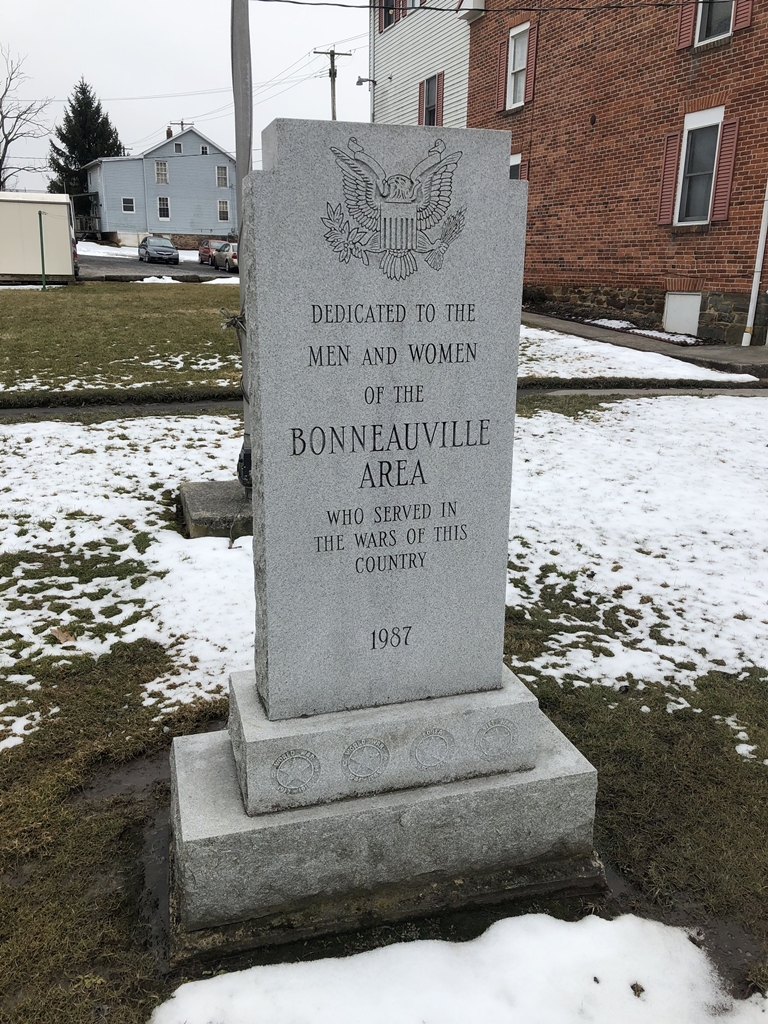 DEDICATED TO THE
MEN AND WOMEN
OF THE
BONNEAUVILLE
AREA
WHO SERVED IN
THE WARS OF THIS
COUNTRY
1987